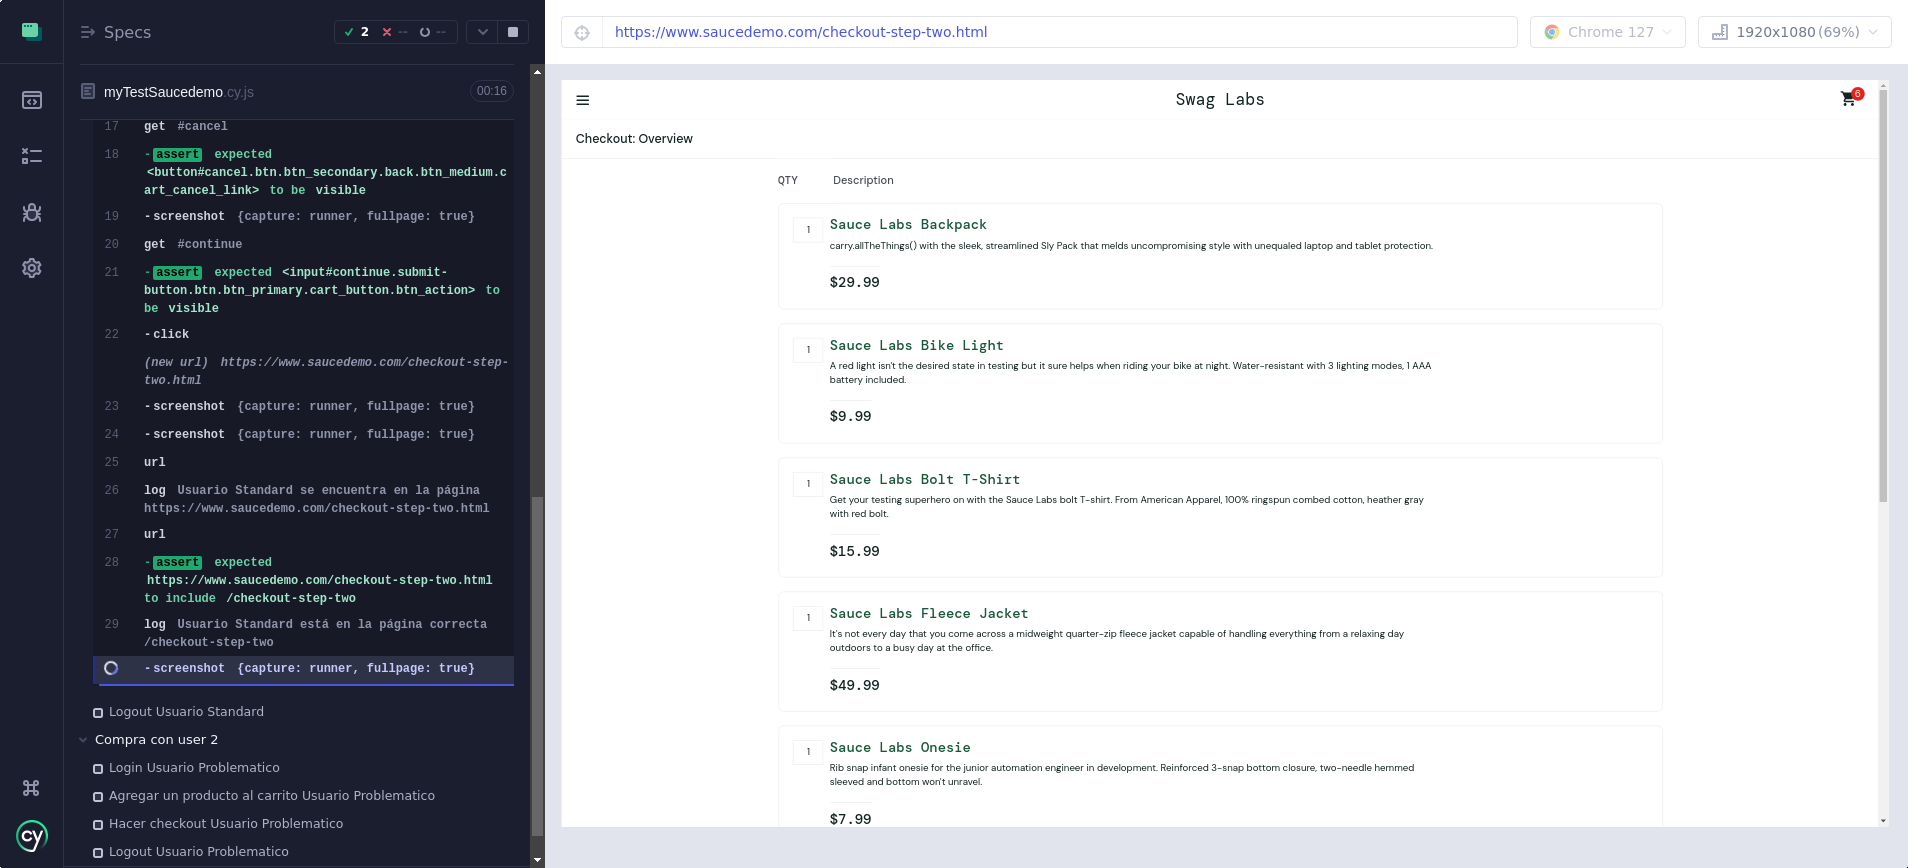 Specs
2
--
--
myTestSaucedemo.cy.js
00:16
17 get #cancel
18 -assert expected
<button#cancel.btn.btn_secondary.back.btn_medium.c
art_cancel_link> to be visible
19 -screenshot {capture: runner, fullpage: true}
20 get #continue
21 -assert expected <input#continue.submit-
button.btn.btn_primary.cart_button.btn_action> to
be visible
22 -click
(new url) https://www.saucedemo.com/checkout-step-
two.html
23 -screenshot {capture: runner, fullpage: true}
24 -screenshot {capture: runner, fullpage: true}
25 url
26 log Usuario Standard se encuentra en la página
https://www.saucedemo.com/checkout-step-two.html
27 url
28 -assert expected
https://www.saucedemo.com/checkout-step-two.html
to include /checkout-step-two
29 log Usuario Standard está en la página correcta
/checkout-step-two
-screenshot {capture: runner, fullpage: true}
Logout Usuario Standard
Compra con user 2
Login Usuario Problematico
Agregar un producto al carrito Usuario Problematico
Hacer checkout Usuario Problematico
Logout Usuario Problematico
cy
https://www.saucedemo.com/checkout-step-two.html
Chrome 127
1920x1080 (69%)
Swag Labs
6
Checkout: Overview
QTY Description
1 Sauce Labs Backpack
carry.allTheThings() with the sleek, streamlined Sly Pack that melds uncompromising style with unequaled laptop and tablet protection.
$29.99
1 Sauce Labs Bike Light
A red light isn't the desired state in testing but it sure helps when riding your bike at night. Water-resistant with 3 lighting modes, 1 AAA
battery included.
$9.99
1 Sauce Labs Bolt T-Shirt
Get your testing superhero on with the Sauce Labs bolt T-shirt. From American Apparel, 100% ringspun combed cotton, heather gray
with red bolt.
$15.99
1 Sauce Labs Fleece Jacket
It's not every day that you come across a midweight quarter-zip fleece jacket capable of handling everything from a relaxing day
outdoors to a busy day at the office.
$49.99
1 Sauce Labs Onesie
Rib snap infant onesie for the junior automation engineer in development. Reinforced 3-snap bottom closure, two-needle hemmed
sleeved and bottom won't unravel.
$7.99